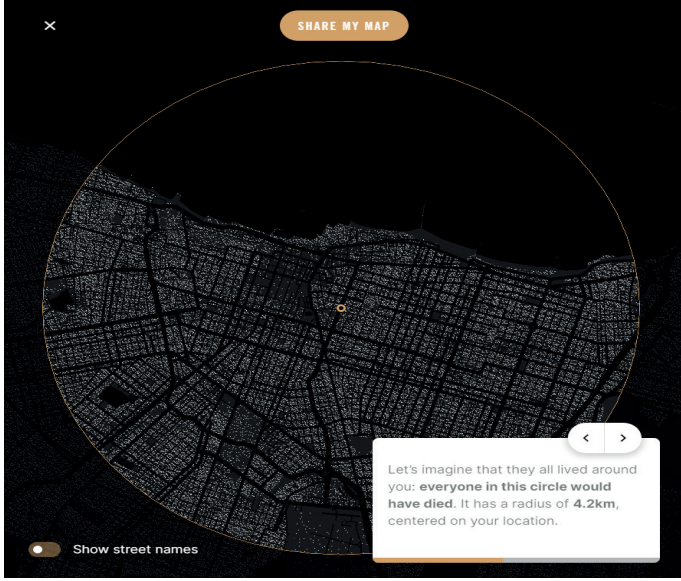 SHARE MY MAP
Let's imagine that they all lived around
you: everyone in this circle would
have died. It has a radius of 4.2km,
centered on your location.
Show street names